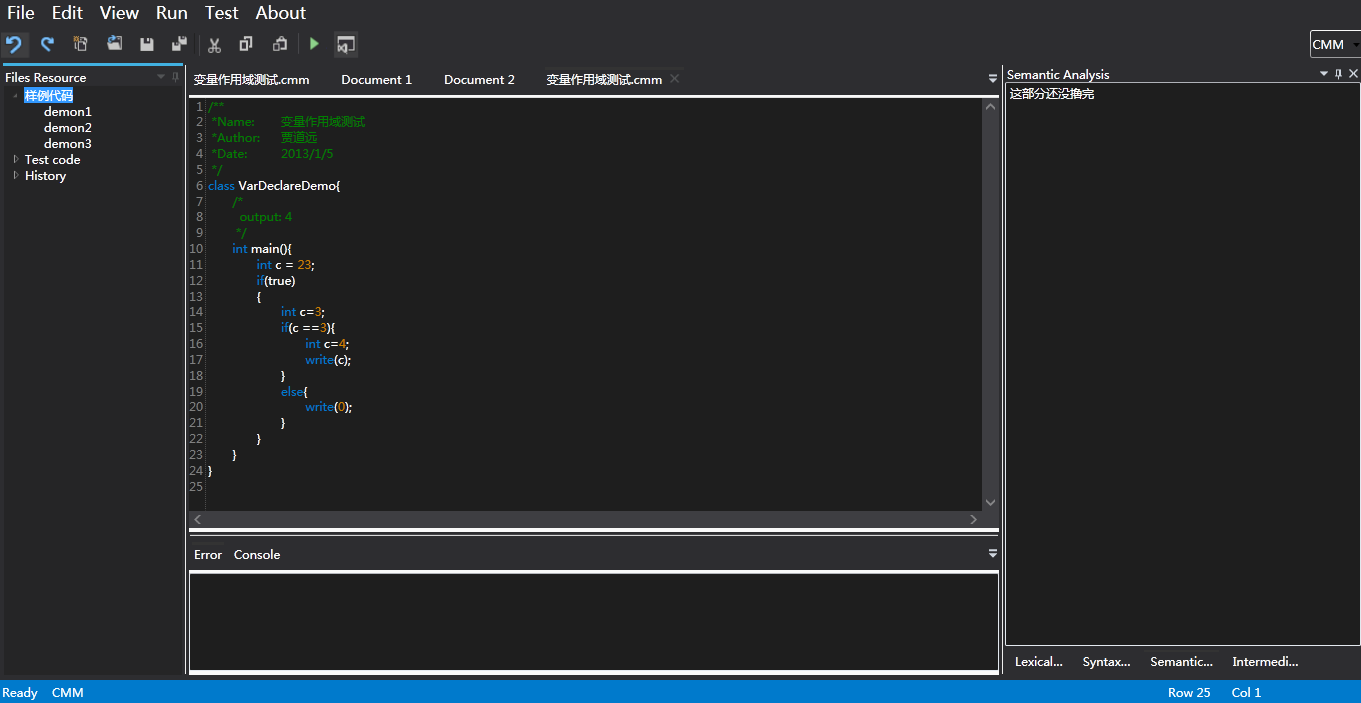 File Edit View Run Test About
CMM
Files Resource
样例代码
demon1
demon2
demon3
Test code
History
变量作用域测试.cmm Document 1 Document 2 变量作用域测试.cmm
1 /**
2 *Name: 变量作用域测试
3 *Author: 贾道远
4 *Date: 2013/1/5
5 */
6 class VarDeclareDemo{
7 /*
8 output: 4
9 */
10 int main(){
11 int c = 23;
12 if(true)
13 {
14 int c=3;
15 if(c ==3){
16 int c=4;
17 write(c);
18 }
19 else{
20 write(0);
21 }
22 }
23 }
24 }
25
Error Console
Semantic Analysis
这部分还没换完
Lexical... Syntax... Semantic... Intermedi...
Ready CMM Row 25 Col 1